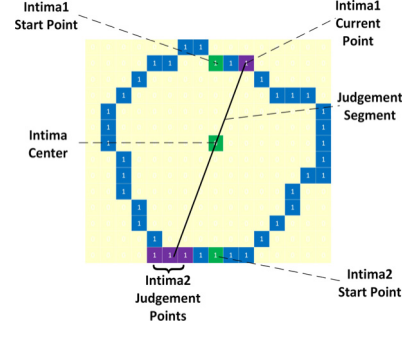 Intima1
Start Point
Intima1
Current
Point
1 1
1 1 1 1 1
1 1
1 1 1 1
1 1
Judgement
Segment
1 1
Intima
Center
1 1 1
1 1
1 1 1
1 1
1 1
1 1
1 1
1 1 1 1 1 1 1
Intima2
Judgement
Points
Intima2
Start Point